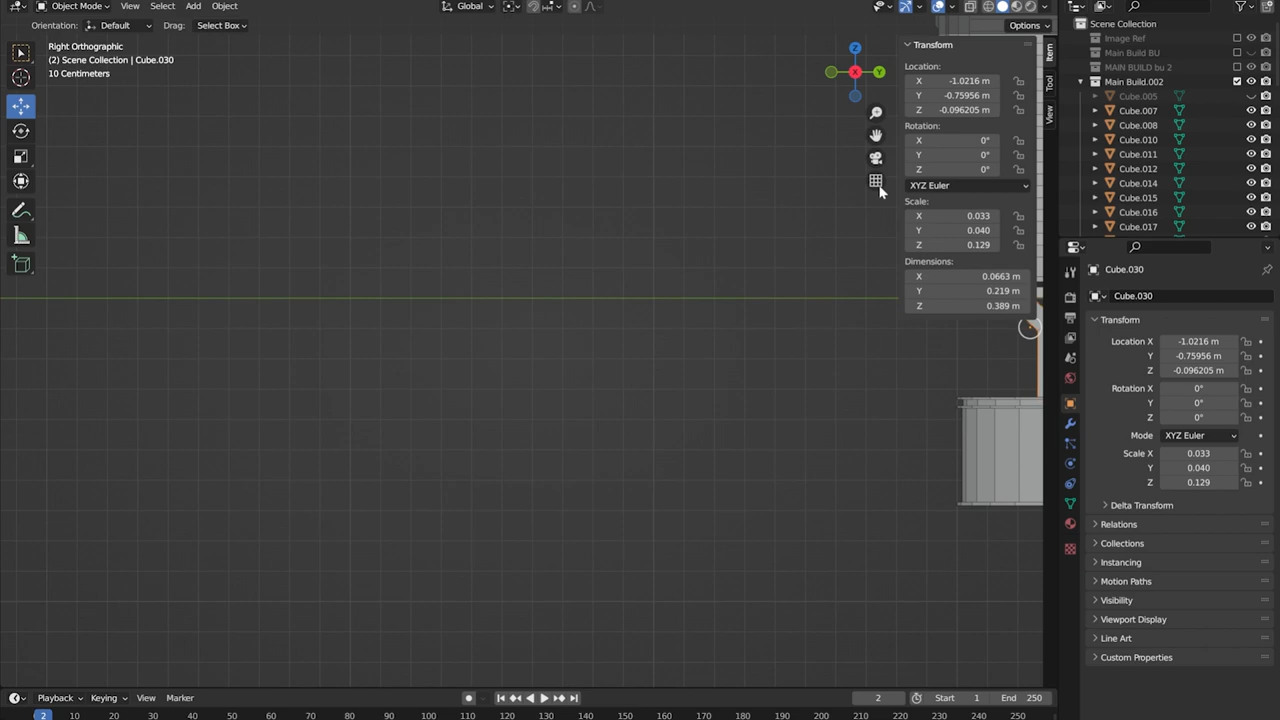 Object Mode View Select Add Object Global Options
Orientation: Default Drag: Select Box
Right Orthographic
(2) Scene Collection | Cube.030
10 Centimeters
Z
X
Y
Transform
Location:
X -1.0216 m
Y -0.75956 m
Z -0.096205 m
Rotation:
X 0°
Y 0°
Z 0°
XYZ Euler
Scale:
X 0.033
Y 0.040
Z 0.129
Dimensions:
X 0.0663 m
Y 0.219 m
Z 0.389 m
Item
Tool
View
Scene Collection
Image Ref
Main Build BU
MAIN BUILD bu 2
Main Build.002
Cube.005
Cube.007
Cube.008
Cube.010
Cube.011
Cube.012
Cube.014
Cube.015
Cube.016
Cube.017
Cube.030
Cube.030
Transform
Location X -1.0216 m
Y -0.75956 m
Z -0.096205 m
Rotation X 0°
Y 0°
Z 0°
Mode XYZ Euler
Scale X 0.033
Y 0.040
Z 0.129
Delta Transform
Relations
Collections
Instancing
Motion Paths
Visibility
Viewport Display
Line Art
Custom Properties
Playback Keying View Marker 2 Start 1 End 250
2 10 20 30 40 50 60 70 80 90 100 110 120 130 140 150 160 170 180 190 200 210 220 230 240 250